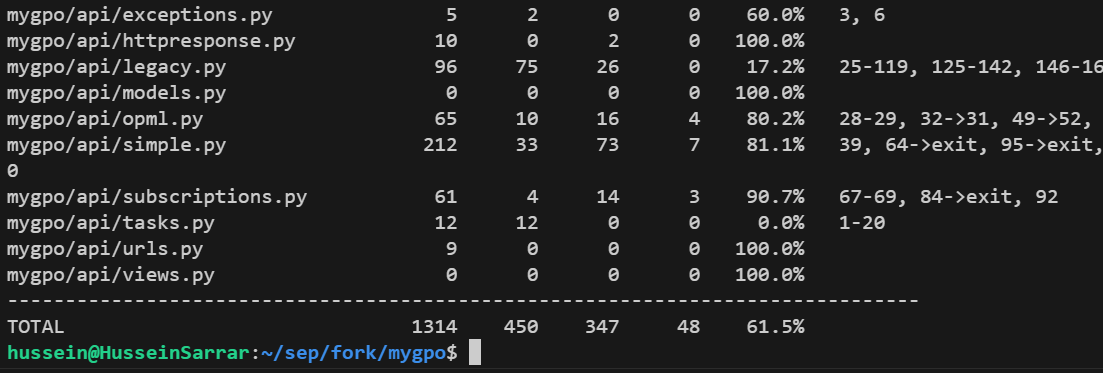 mygpo/api/exceptions.py 5 2 0 0 60.0% 3, 6
mygpo/api/httpresponse.py 10 0 2 0 100.0%
mygpo/api/legacy.py 96 75 26 0 17.2% 25-119, 125-142, 146-16
mygpo/api/models.py 0 0 0 0 100.0%
mygpo/api/opml.py 65 10 16 4 80.2% 28-29, 32->31, 49->52,
mygpo/api/simple.py 212 33 73 7 81.1% 39, 64->exit, 95->exit,
0
mygpo/api/subscriptions.py 61 4 14 3 90.7% 67-69, 84->exit, 92
mygpo/api/tasks.py 12 12 0 0 0.0% 1-20
mygpo/api/urls.py 9 0 0 0 100.0%
mygpo/api/views.py 0 0 0 0 100.0%
-------------------------------------------------------------------------------
TOTAL 1314 450 347 48 61.5%
hussein@HusseinSarrar:~/sep/fork/mygpo$